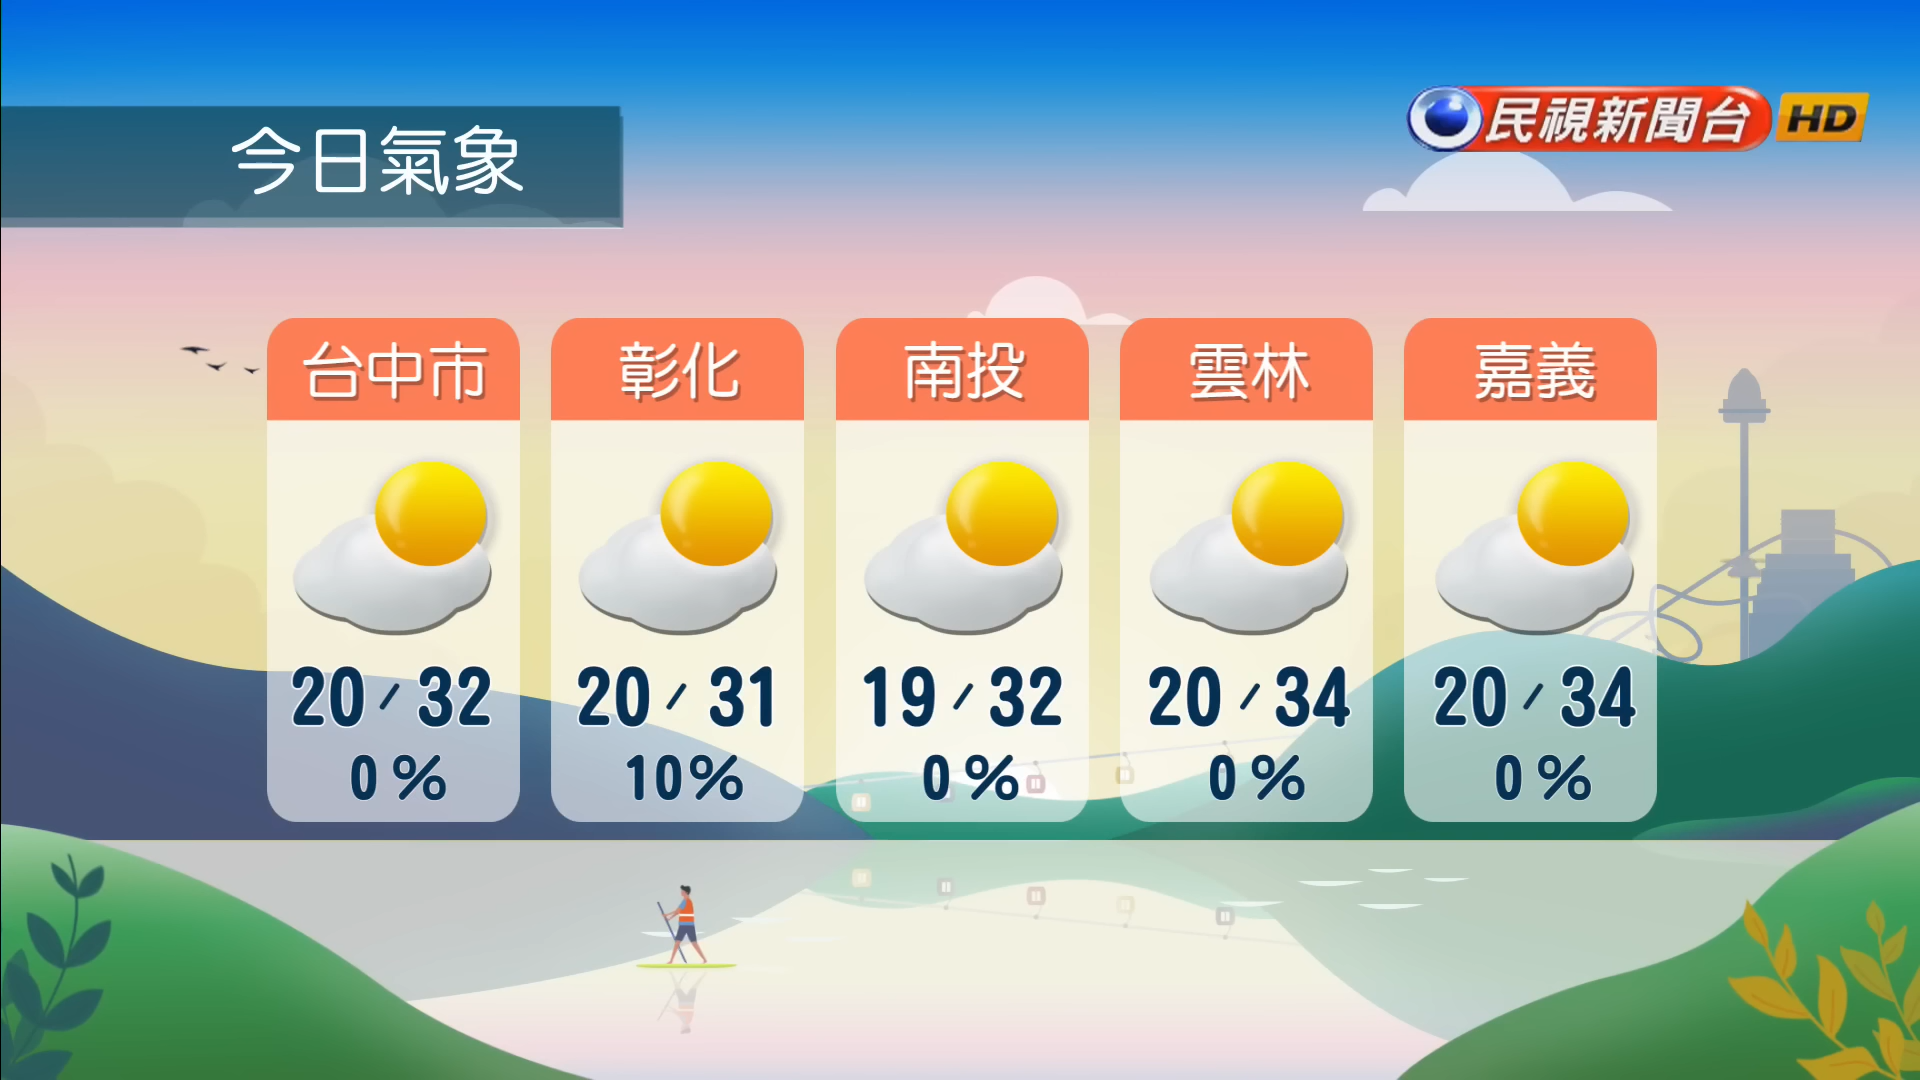 今日氣象
民視新聞台 HD
台中市 彰化 南投 雲林 嘉義
20／32 20／31 19／32 20／34 20／34
0% 10% 0% 0% 0%